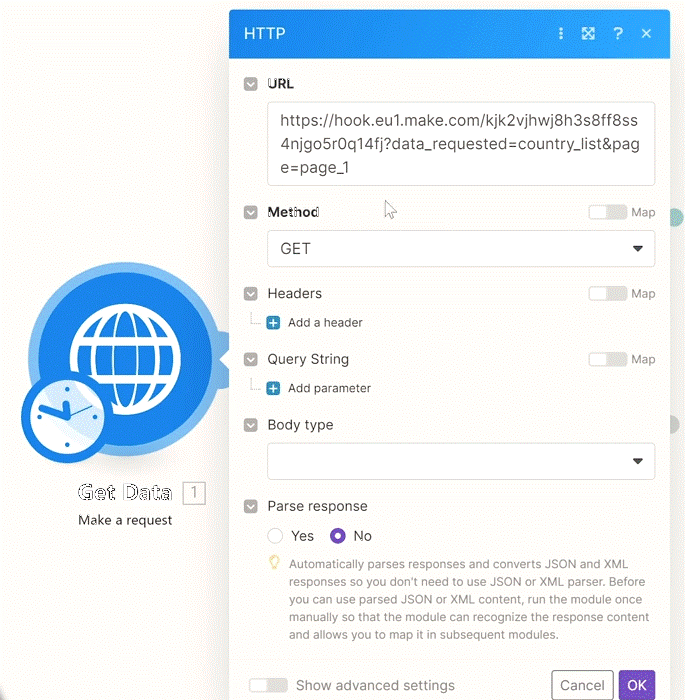 HTTP
URL
https://hook.eu1.make.com/kjk2vjhwj8h3s8ff8ss
4njgo5r0q14fj?data_requested=country_list&pag
e=page_1
Method
Map
GET
Headers
Map
Add a header
Query String
Map
Add parameter
Body type
Get Data 1
Make a request
Parse response
Yes No
Automatically parses responses and converts JSON and XML
responses so you don't need to use JSON or XML parser. Before
you can use parsed JSON or XML content, run the module once
manually so that the module can recognize the response content
and allows you to map it in subsequent modules.
Show advanced settings
Cancel
OK